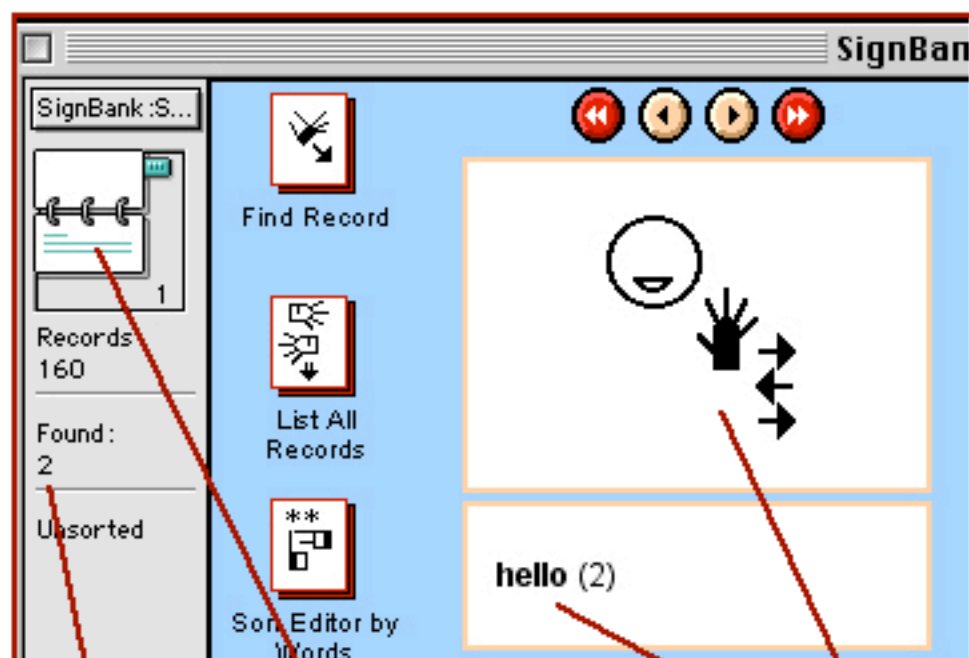 SignBan
SignBank :S...
1
Records
160
Found:
2
Unsorted
Find Record
List All
Records
**
Sort Editor by
Words
hello (2)